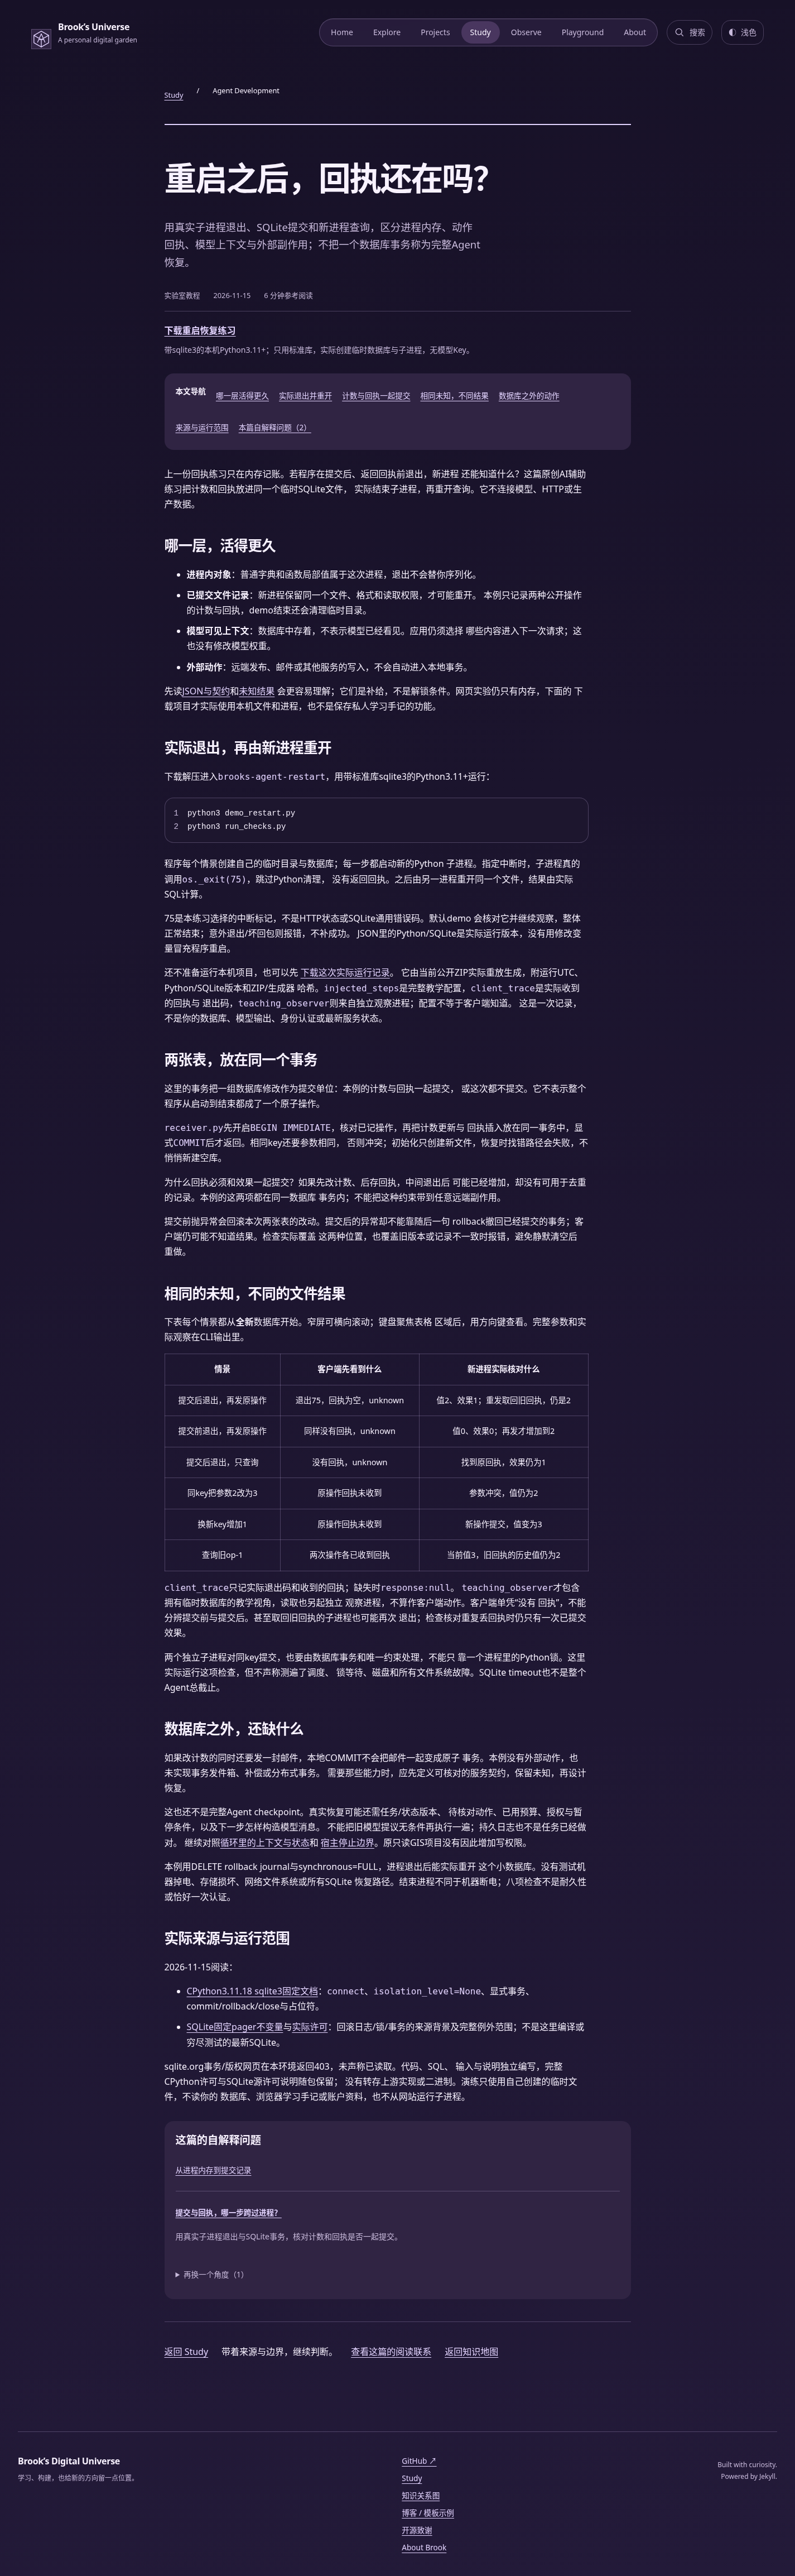 Brook’s Universe
A personal digital garden
Home Explore Projects Study Observe Playground About 搜索 浅色
Study / Agent Development
重启之后，回执还在吗？
用真实子进程退出、SQLite提交和新进程查询，区分进程内存、动作
回执、模型上下文与外部副作用；不把一个数据库事务称为完整Agent
恢复。
实验室教程 2026-11-15 6 分钟参考阅读
下载重启恢复练习
带sqlite3的本机Python3.11+；只用标准库，实际创建临时数据库与子进程，无模型Key。
本文导航 哪一层活得更久 实际退出并重开 计数与回执一起提交 相同未知，不同结果 数据库之外的动作
来源与运行范围 本篇自解释问题（2）
上一份回执练习只在内存记账。若程序在提交后、返回回执前退出，新进程 还能知道什么？这篇原创AI辅助
练习把计数和回执放进同一个临时SQLite文件， 实际结束子进程，再重开查询。它不连接模型、HTTP或生
产数据。
哪一层，活得更久
进程内对象：普通字典和函数局部值属于这次进程，退出不会替你序列化。
已提交文件记录：新进程保留同一个文件、格式和读取权限，才可能重开。 本例只记录两种公开操作
的计数与回执，demo结束还会清理临时目录。
模型可见上下文：数据库中存着，不表示模型已经看见。应用仍须选择 哪些内容进入下一次请求；这
也没有修改模型权重。
外部动作：远端发布、邮件或其他服务的写入，不会自动进入本地事务。
先读JSON与契约和未知结果 会更容易理解；它们是补给，不是解锁条件。网页实验仍只有内存，下面的 下
载项目才实际使用本机文件和进程，也不是保存私人学习手记的功能。
实际退出，再由新进程重开
下载解压进入brooks-agent-restart，用带标准库sqlite3的Python3.11+运行：
1 python3 demo_restart.py
2 python3 run_checks.py
程序每个情景创建自己的临时目录与数据库；每一步都启动新的Python 子进程。指定中断时，子进程真的
调用os._exit(75)，跳过Python清理， 没有返回回执。之后由另一进程重开同一个文件，结果由实际
SQL计算。
75是本练习选择的中断标记，不是HTTP状态或SQLite通用错误码。默认demo 会核对它并继续观察，整体
正常结束；意外退出/坏回包则报错，不补成功。 JSON里的Python/SQLite是实际运行版本，没有用修改变
量冒充程序重启。
还不准备运行本机项目，也可以先 下载这次实际运行记录。 它由当前公开ZIP实际重放生成，附运行UTC、
Python/SQLite版本和ZIP/生成器 哈希。injected_steps是完整教学配置，client_trace是实际收到
的回执与 退出码，teaching_observer则来自独立观察进程；配置不等于客户端知道。 这是一次记录，
不是你的数据库、模型输出、身份认证或最新服务状态。
两张表，放在同一个事务
这里的事务把一组数据库修改作为提交单位：本例的计数与回执一起提交， 或这次都不提交。它不表示整个
程序从启动到结束都成了一个原子操作。
receiver.py先开启BEGIN IMMEDIATE，核对已记操作，再把计数更新与 回执插入放在同一事务中，显
式COMMIT后才返回。相同key还要参数相同， 否则冲突；初始化只创建新文件，恢复时找错路径会失败，不
悄悄新建空库。
为什么回执必须和效果一起提交？如果先改计数、后存回执，中间退出后 可能已经增加，却没有可用于去重
的记录。本例的这两项都在同一数据库 事务内；不能把这种约束带到任意远端副作用。
提交前抛异常会回滚本次两张表的改动。提交后的异常却不能靠随后一句 rollback撤回已经提交的事务；客
户端仍可能不知道结果。检查实际覆盖 这两种位置，也覆盖旧版本或记录不一致时报错，避免静默清空后
重做。
相同的未知，不同的文件结果
下表每个情景都从全新数据库开始。窄屏可横向滚动；键盘聚焦表格 区域后，用方向键查看。完整参数和实
际观察在CLI输出里。
情景 客户端先看到什么 新进程实际核对什么
提交后退出，再发原操作 退出75，回执为空，unknown 值2、效果1；重发取回旧回执，仍是2
提交前退出，再发原操作 同样没有回执，unknown 值0、效果0；再发才增加到2
提交后退出，只查询 没有回执，unknown 找到原回执，效果仍为1
同key把参数2改为3 原操作回执未收到 参数冲突，值仍为2
换新key增加1 原操作回执未收到 新操作提交，值变为3
查询旧op-1 两次操作各已收到回执 当前值3，旧回执的历史值仍为2
client_trace只记实际退出码和收到的回执；缺失时response:null。 teaching_observer才包含
拥有临时数据库的教学视角，读取也另起独立 观察进程，不算作客户端动作。客户端单凭“没有 回执”，不能
分辨提交前与提交后。甚至取回旧回执的子进程也可能再次 退出；检查核对重复丢回执时仍只有一次已提交
效果。
两个独立子进程对同key提交，也要由数据库事务和唯一约束处理，不能只 靠一个进程里的Python锁。这里
实际运行这项检查，但不声称测遍了调度、 锁等待、磁盘和所有文件系统故障。SQLite timeout也不是整个
Agent总截止。
数据库之外，还缺什么
如果改计数的同时还要发一封邮件，本地COMMIT不会把邮件一起变成原子 事务。本例没有外部动作，也
未实现事务发件箱、补偿或分布式事务。 需要那些能力时，应先定义可核对的服务契约，保留未知，再设计
恢复。
这也还不是完整Agent checkpoint。真实恢复可能还需任务/状态版本、 待核对动作、已用预算、授权与暂
停条件，以及下一步怎样构造模型消息。 不能把旧模型提议无条件再执行一遍；持久日志也不是任务已经做
对。 继续对照循环里的上下文与状态和 宿主停止边界。原只读GIS项目没有因此增加写权限。
本例用DELETE rollback journal与synchronous=FULL，进程退出后能实际重开 这个小数据库。没有测试机
器掉电、存储损坏、网络文件系统或所有SQLite 恢复路径。结束进程不同于机器断电；八项检查不是耐久性
或恰好一次认证。
实际来源与运行范围
2026-11-15阅读：
CPython3.11.18 sqlite3固定文档：connect、isolation_level=None、显式事务、
commit/rollback/close与占位符。
SQLite固定pager不变量与实际许可：回滚日志/锁/事务的来源背景及完整例外范围；不是这里编译或
穷尽测试的最新SQLite。
sqlite.org事务/版权网页在本环境返回403，未声称已读取。代码、SQL、 输入与说明独立编写，完整
CPython许可与SQLite源许可说明随包保留； 没有转存上游实现或二进制。演练只使用自己创建的临时文
件，不读你的 数据库、浏览器学习手记或账户资料，也不从网站运行子进程。
这篇的自解释问题
从进程内存到提交记录
提交与回执，哪一步跨过进程？
用真实子进程退出与SQLite事务，核对计数和回执是否一起提交。
再换一个角度（1）
返回 Study 带着来源与边界，继续判断。 查看这篇的阅读联系 返回知识地图
Brook’s Digital Universe
学习、构建，也给新的方向留一点位置。
GitHub ↗
Study
知识关系图
博客 / 模板示例
开源致谢
About Brook
Built with curiosity.
Powered by Jekyll.